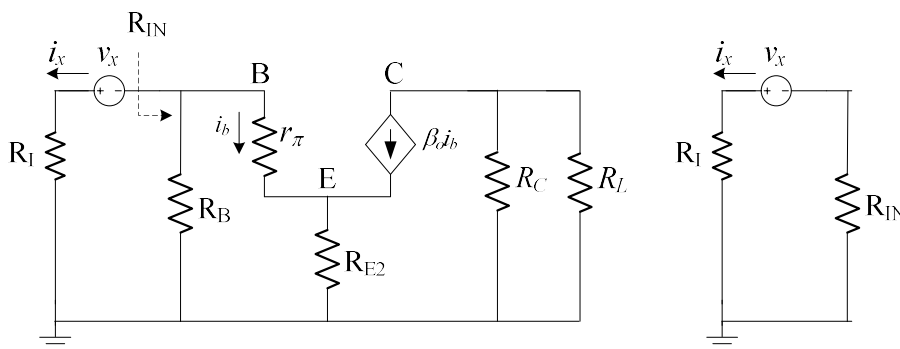 R_IN
i_x
v_x
+ -
B
C
i_b
r_π
β_o i_b
R_I
R_B
E
R_E2
R_C
R_L
i_x
v_x
+ -
R_I
R_IN